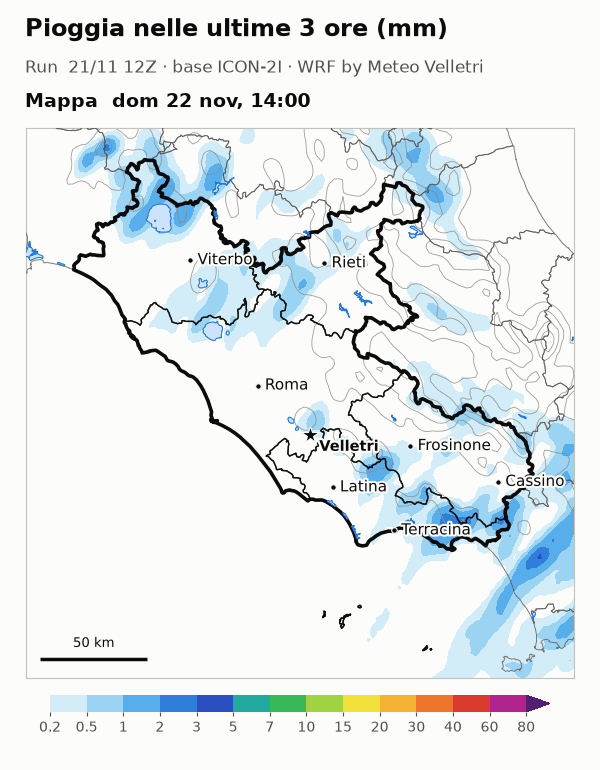 Pioggia nelle ultime 3 ore (mm)
Run  21/11 12Z · base ICON-2I · WRF by Meteo Velletri
Mappa  dom 22 nov, 14:00
Viterbo
Rieti
Roma
Velletri
Frosinone
Latina
Cassino
Terracina
50 km
0.2 0.5 1 2 3 5 7 10 15 20 30 40 60 80